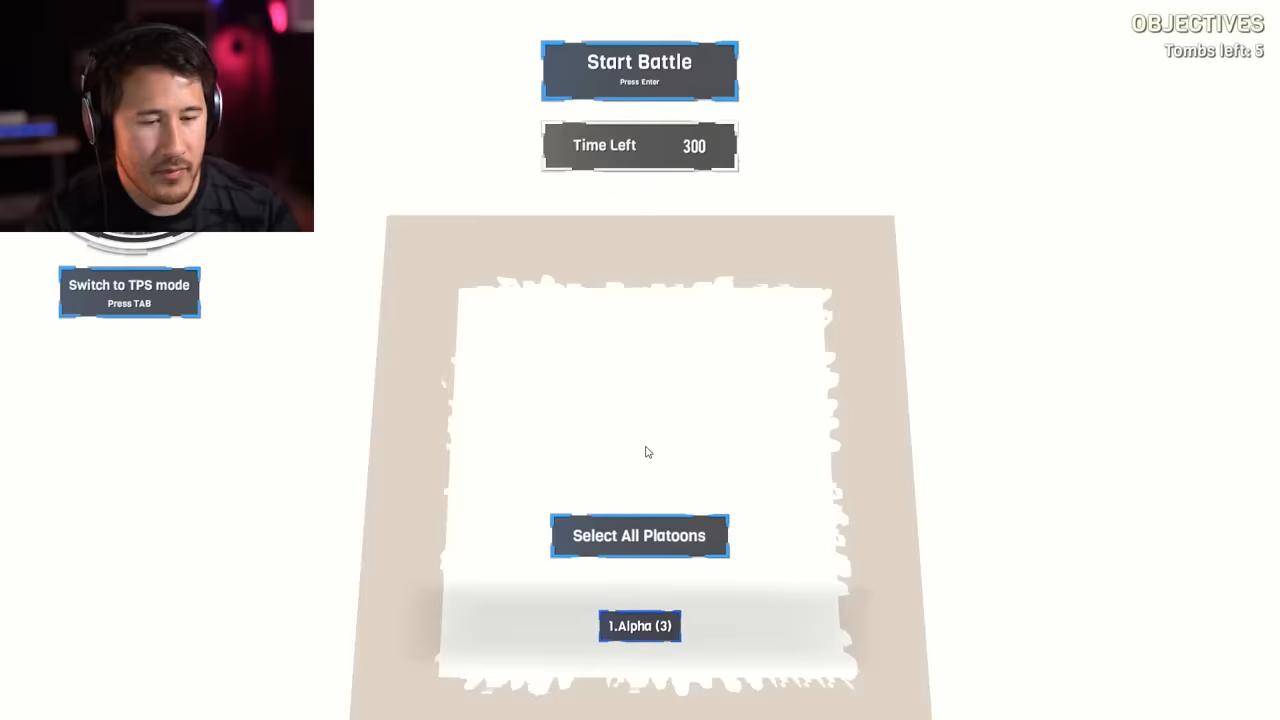 OBJECTIVES
Tombs left: 5
Start Battle
Press Enter
Time Left 300
Switch to TPS mode
Press TAB
Select All Platoons
1.Alpha (3)